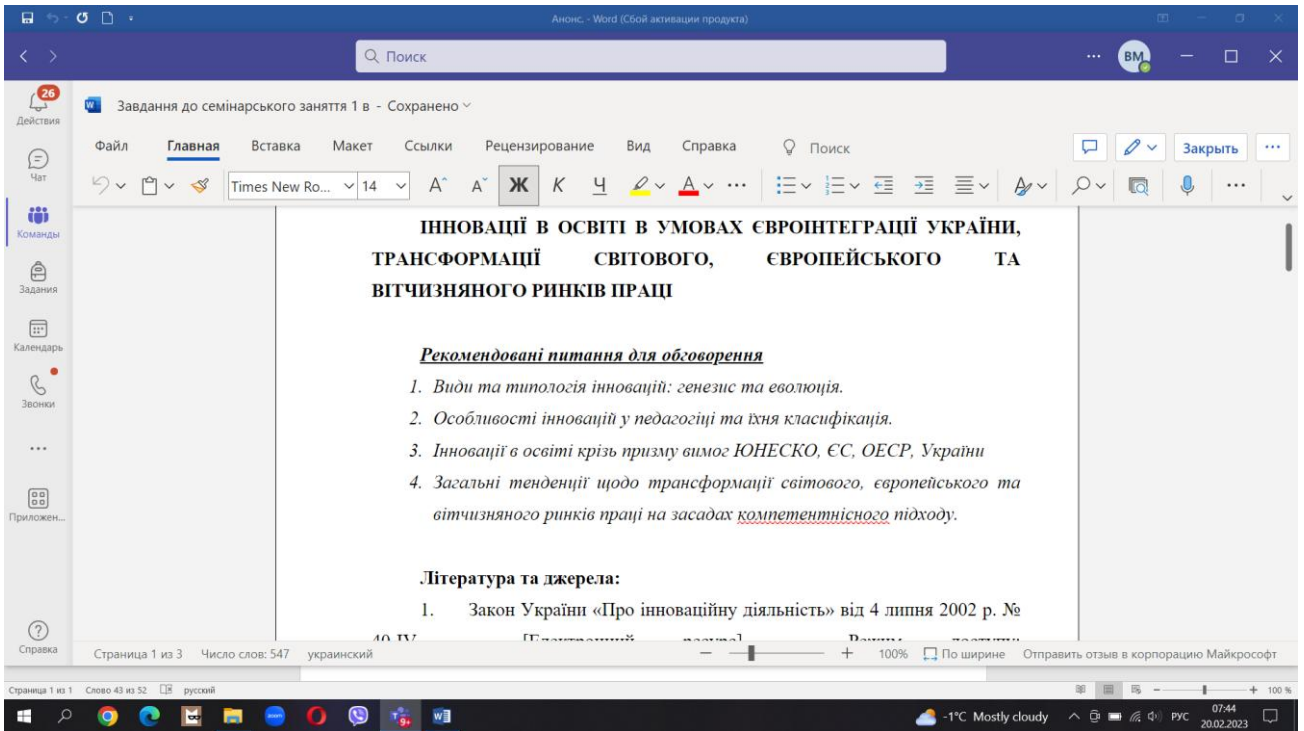 Анонс. - Word (Сбой активации продукта)
Поиск
BM
26
Действия
Чат
Команды
Задания
Календарь
Звонки
Приложен...
Справка
Завдання до семінарського заняття 1 в - Сохранено
Файл Главная Вставка Макет Ссылки Рецензирование Вид Справка Поиск Закрыть
Times New Ro... 14 А А Ж К Ч А
ІННОВАЦІЇ В ОСВІТІ В УМОВАХ ЄВРОІНТЕГРАЦІЇ УКРАЇНИ,
ТРАНСФОРМАЦІЇ СВІТОВОГО, ЄВРОПЕЙСЬКОГО ТА
ВІТЧИЗНЯНОГО РИНКІВ ПРАЦІ
Рекомендовані питання для обговорення
1. Види та типологія інновацій: генезис та еволюція.
2. Особливості інновацій у педагогіці та їхня класифікація.
3. Інновації в освіті крізь призму вимог ЮНЕСКО, ЄС, ОЕСР, України
4. Загальні тенденції щодо трансформації світового, європейського та
вітчизняного ринків праці на засадах компетентнісного підходу.
Література та джерела:
1. Закон України «Про інноваційну діяльність» від 4 липня 2002 р. №
Страница 1 из 3 Число слов: 547 украинский 100% По ширине Отправить отзыв в корпорацию Майкрософт
Страница 1 из 1 Слово 43 из 52 русский 100 %
zoom 9+ -1°C Mostly cloudy РУС 07:44
20.02.2023